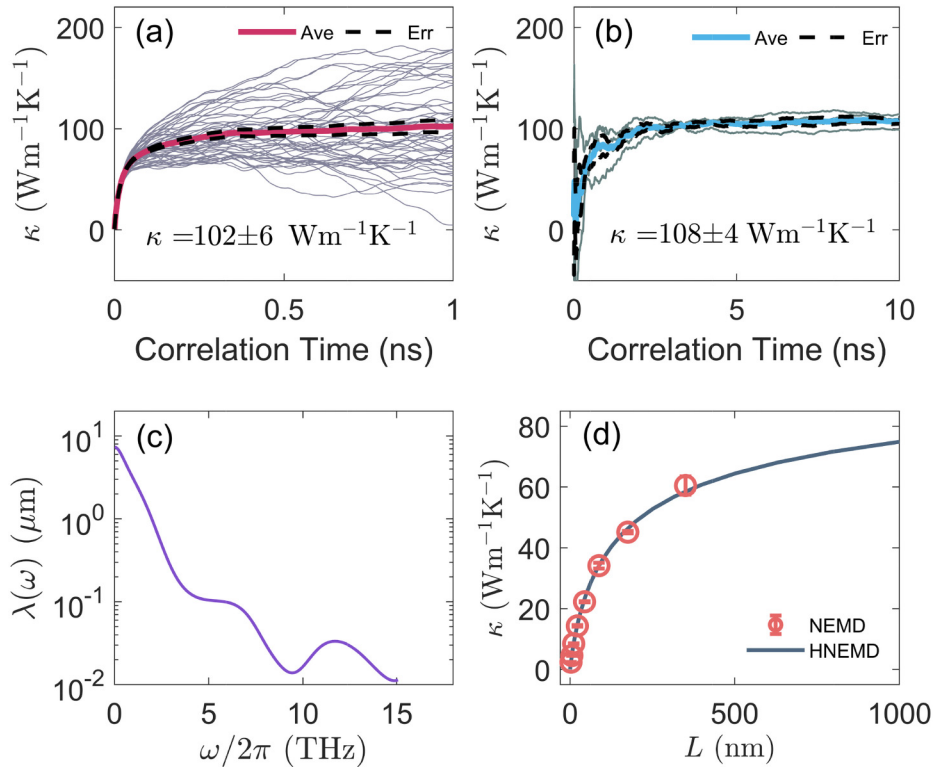 (a)
Ave
Err
200
100
0
κ (Wm⁻¹K⁻¹)
κ =102±6 Wm⁻¹K⁻¹
0
0.5
1
Correlation Time (ns)
(b)
Ave
Err
200
100
0
κ (Wm⁻¹K⁻¹)
κ =108±4 Wm⁻¹K⁻¹
0
5
10
Correlation Time (ns)
(c)
10¹
10⁰
10⁻¹
10⁻²
λ(ω) (μm)
0
5
10
15
ω/2π (THz)
(d)
80
60
40
20
0
κ (Wm⁻¹K⁻¹)
NEMD
HNEMD
0
500
1000
L (nm)